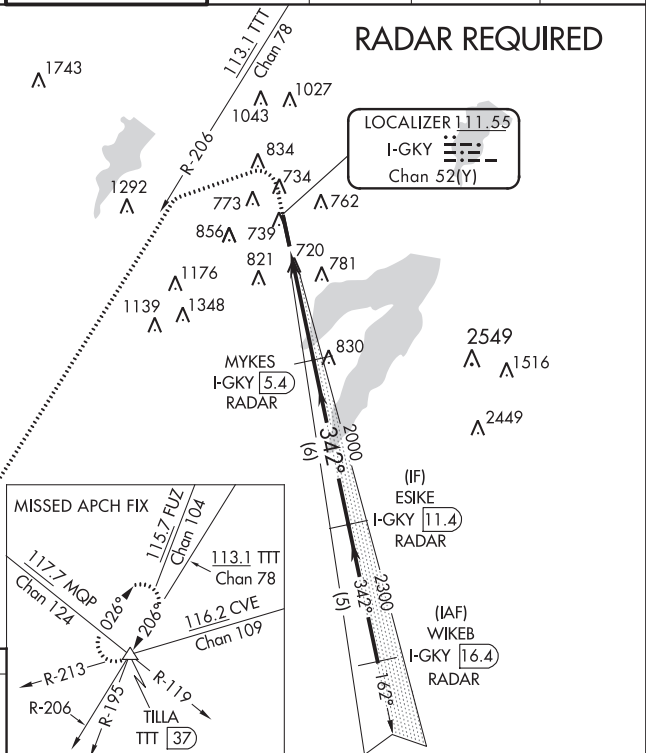 RADAR REQUIRED
113.1 TTT
Chan 78
R-206
1743
1043
1027
LOCALIZER 111.55
I-GKY
Chan 52(Y)
834
734
1292
773
762
856
739
720
821
781
1176
1139
1348
830
2549
1516
2449
MYKES
I-GKY 5.4
RADAR
342°
2000
(6)
(IF)
ESIKE
I-GKY 11.4
RADAR
342°
2300
(5)
(IAF)
WIKEB
I-GKY 16.4
RADAR
162°
MISSED APCH FIX
115.7 FUZ
Chan 104
113.1 TTT
Chan 78
117.7 MQP
Chan 124
026°
206°
116.2 CVE
Chan 109
R-213
R-206
R-195
R-119
TILLA
TTT 37